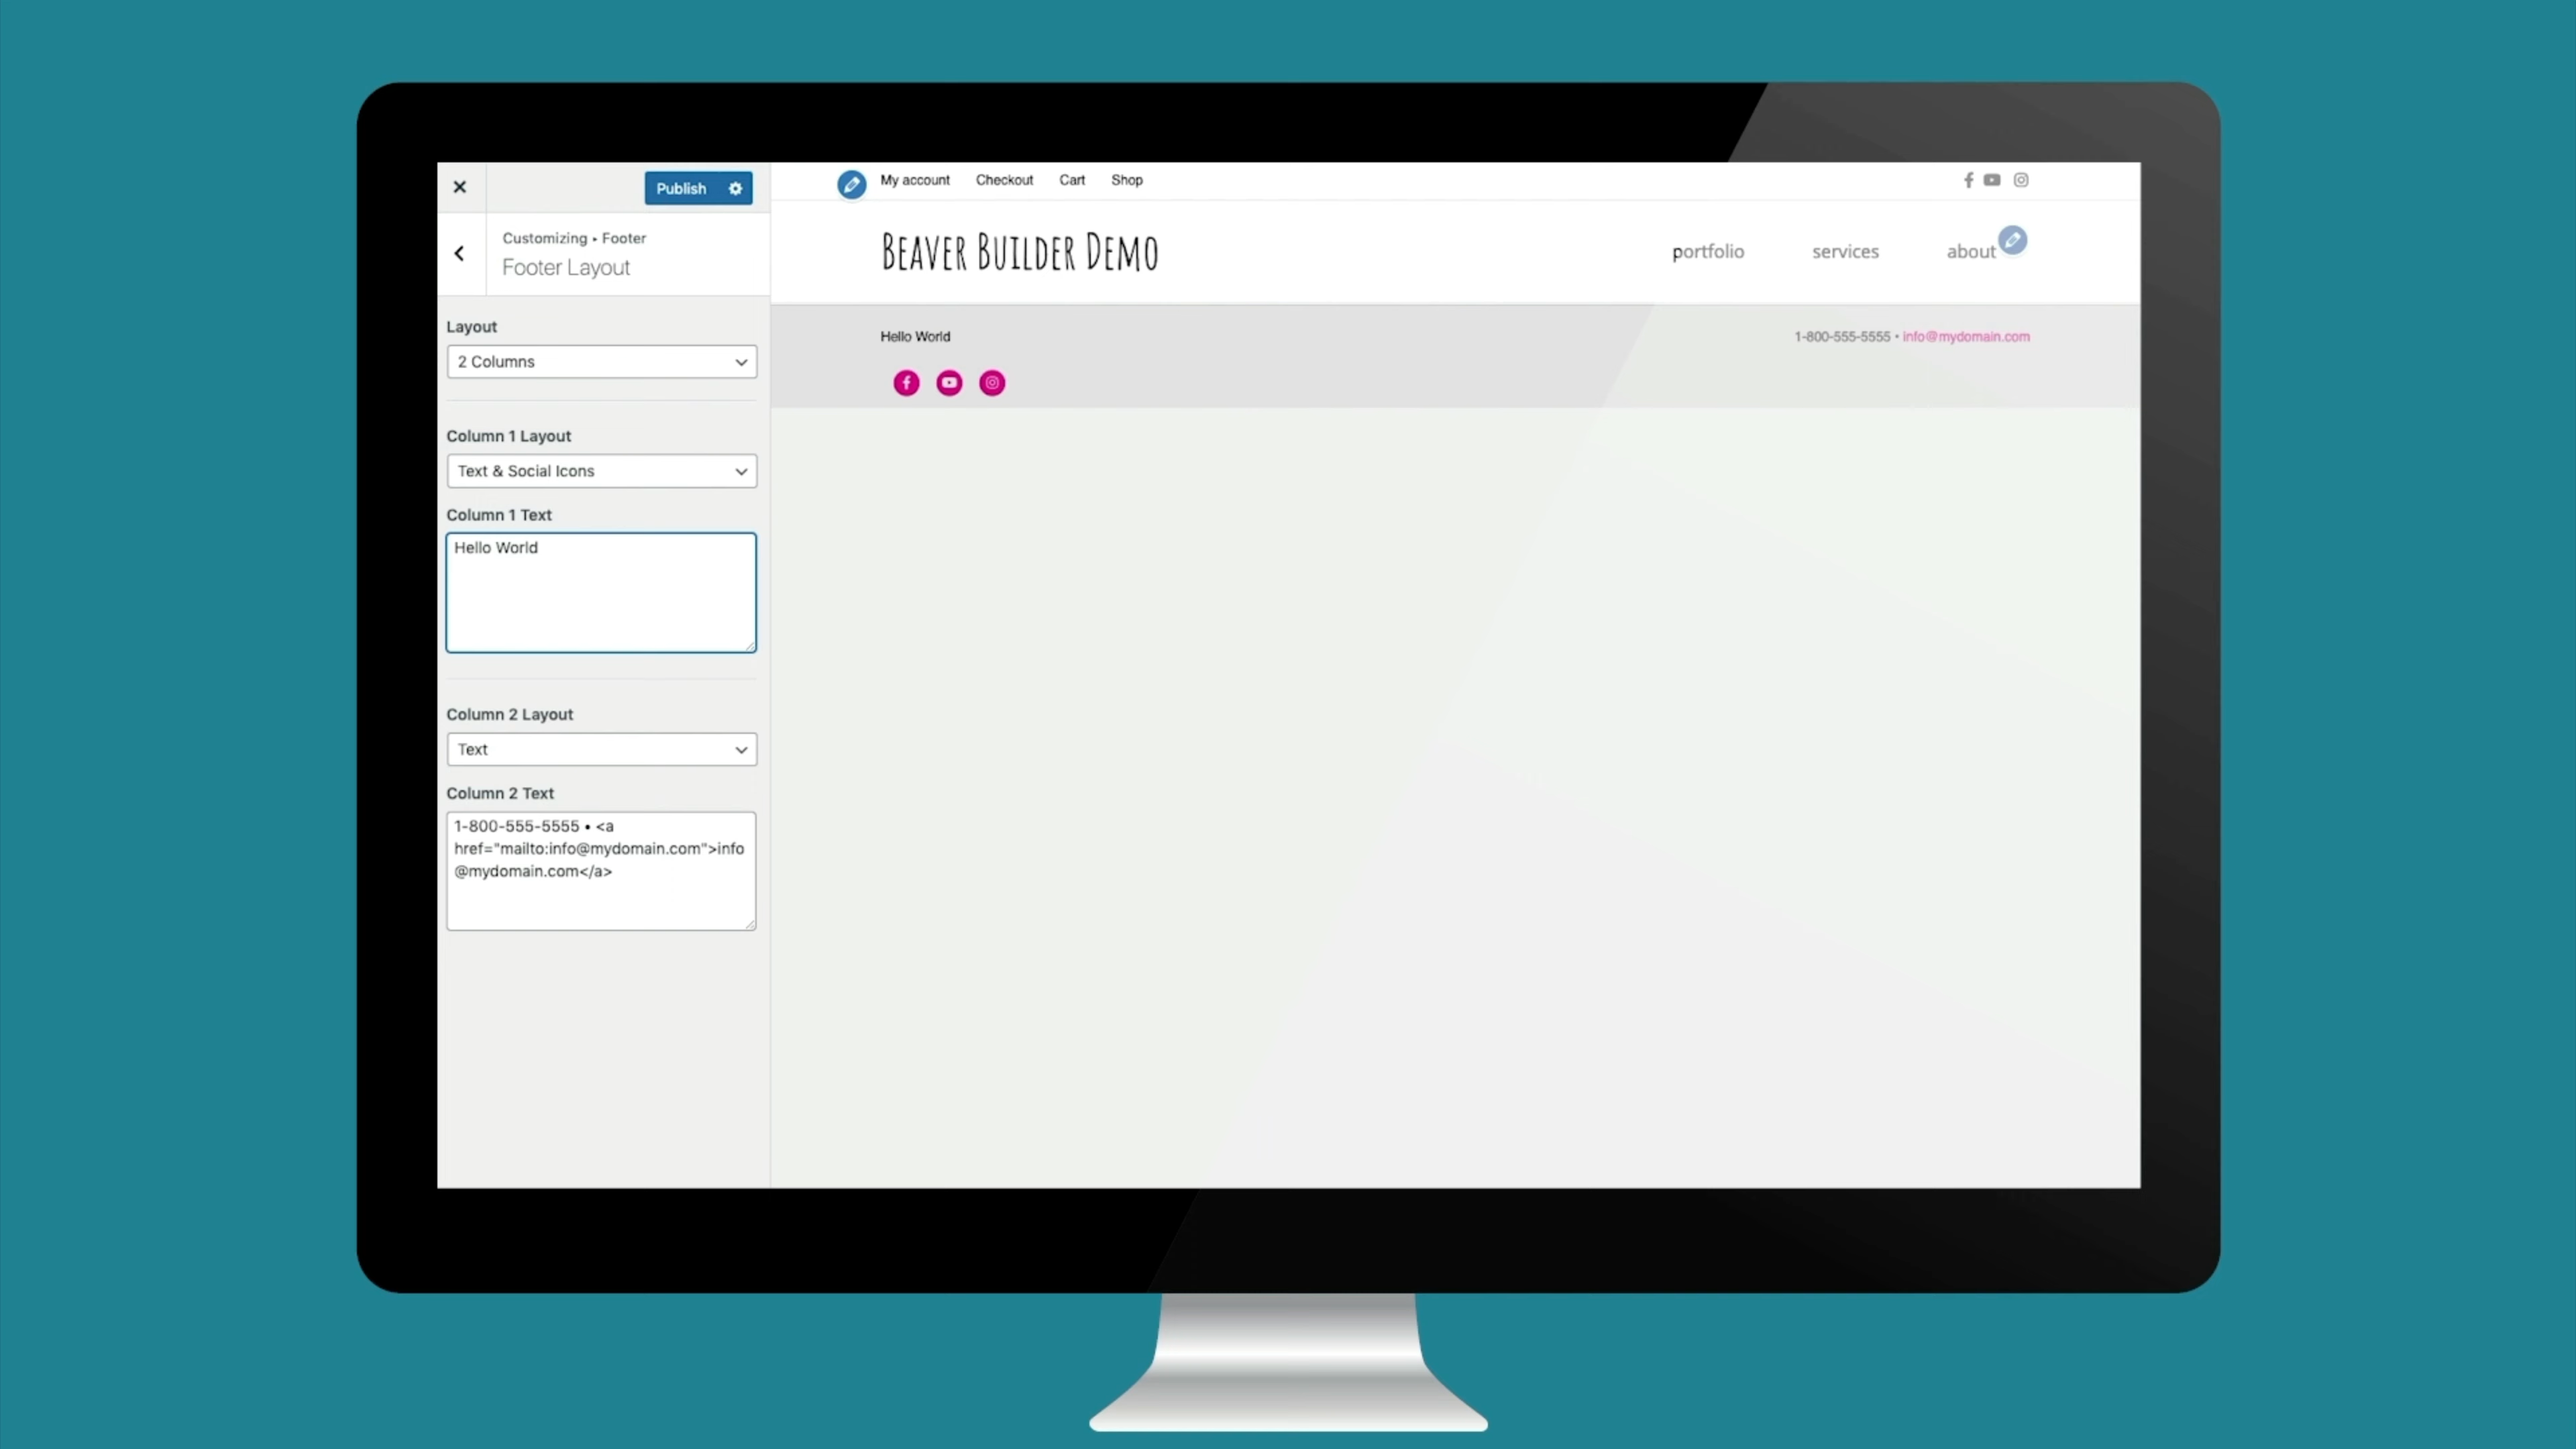 Publish
Customizing ▸ Footer
Footer Layout
Layout
2 Columns
Column 1 Layout
Text & Social Icons
Column 1 Text
Hello World
Column 2 Layout
Text
Column 2 Text
1-800-555-5555 • <a
href="mailto:info@mydomain.com">info
@mydomain.com</a>
My account Checkout Cart Shop
BEAVER BUILDER DEMO
portfolio services about
Hello World
1-800-555-5555 • info@mydomain.com